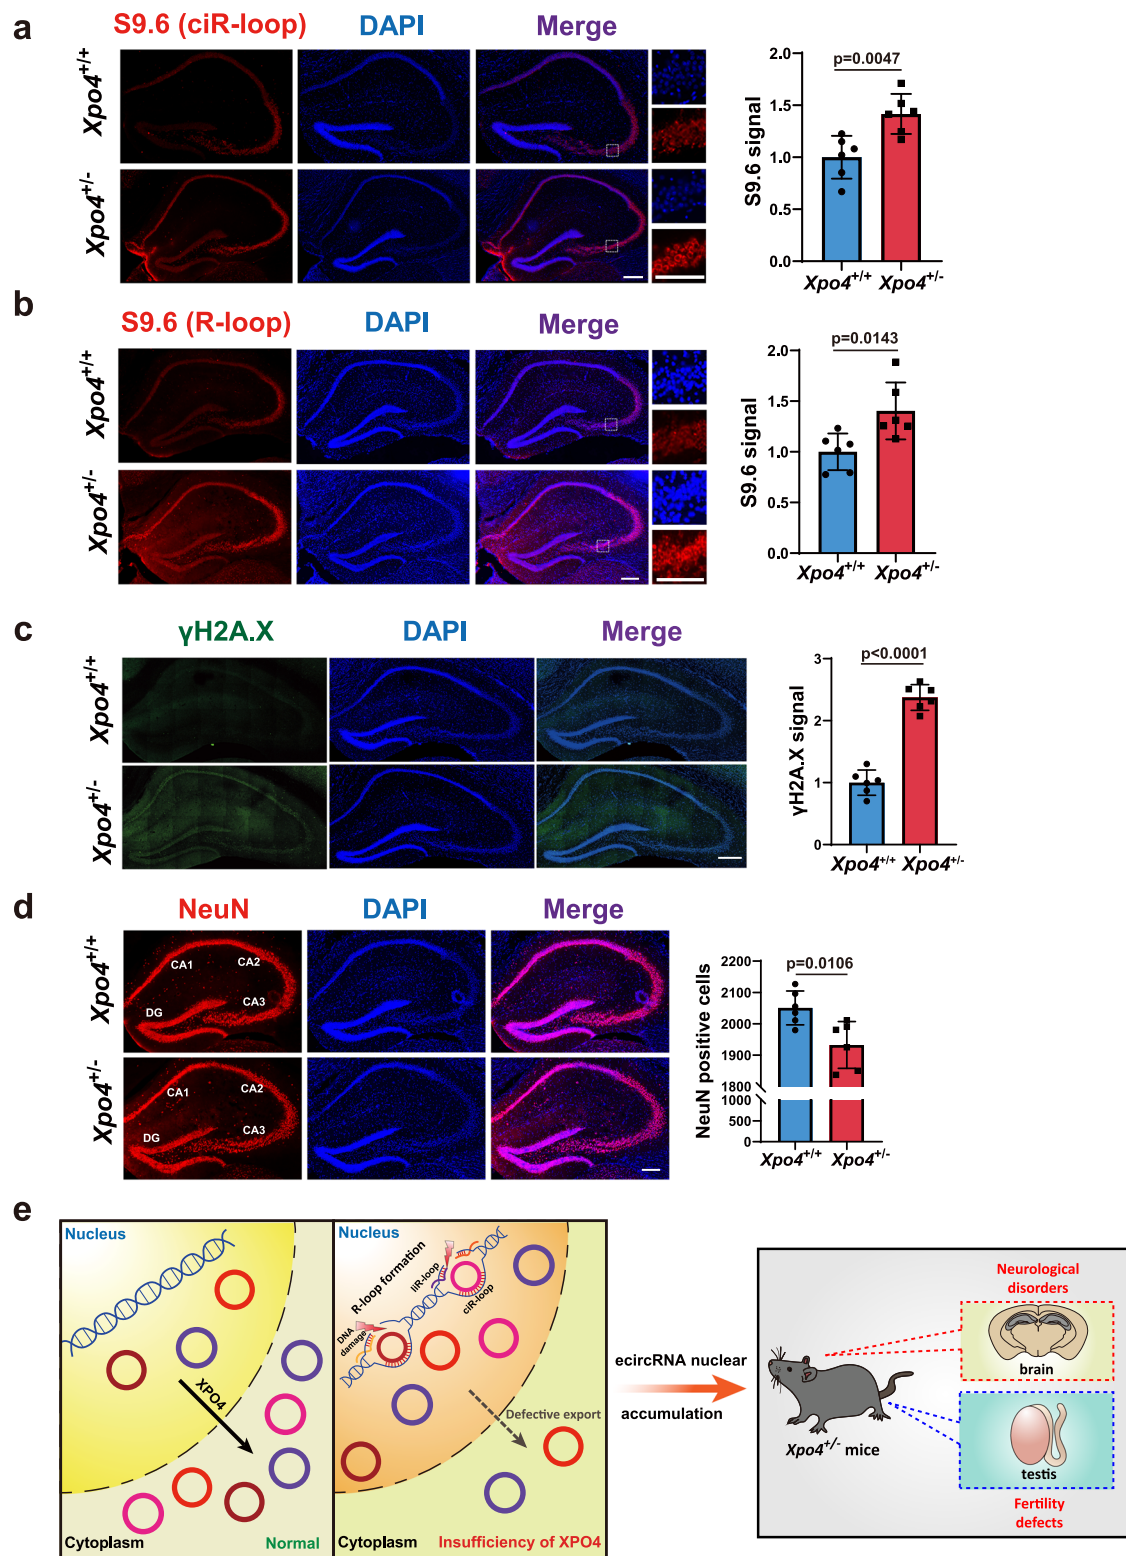 a
S9.6 (ciR-loop) DAPI Merge
Xpo4+/+
Xpo4+/-
S9.6 signal
2.0
1.5
1.0
0.5
0.0
p=0.0047
Xpo4+/+ Xpo4+/-
b
S9.6 (R-loop) DAPI Merge
Xpo4+/+
Xpo4+/-
S9.6 signal
2.0
1.5
1.0
0.5
0.0
p=0.0143
Xpo4+/+ Xpo4+/-
c
γH2A.X DAPI Merge
Xpo4+/+
Xpo4+/-
γH2A.X signal
3
2
1
0
p<0.0001
Xpo4+/+ Xpo4+/-
d
NeuN DAPI Merge
Xpo4+/+
CA1 CA2
CA3
DG
Xpo4+/-
CA1 CA2
CA3
DG
NeuN positive cells
2200
2100
2000
1900
1800
1000
500
0
p=0.0106
Xpo4+/+ Xpo4+/-
e
Nucleus
XPO4
Cytoplasm
Normal
Nucleus
R-loop formation
liR-loop
ciR-loop
DNA
damage
Defective export
Cytoplasm
Insufficiency of XPO4
ecircRNA nuclear
accumulation
Xpo4+/- mice
Neurological
disorders
brain
testis
Fertility
defects